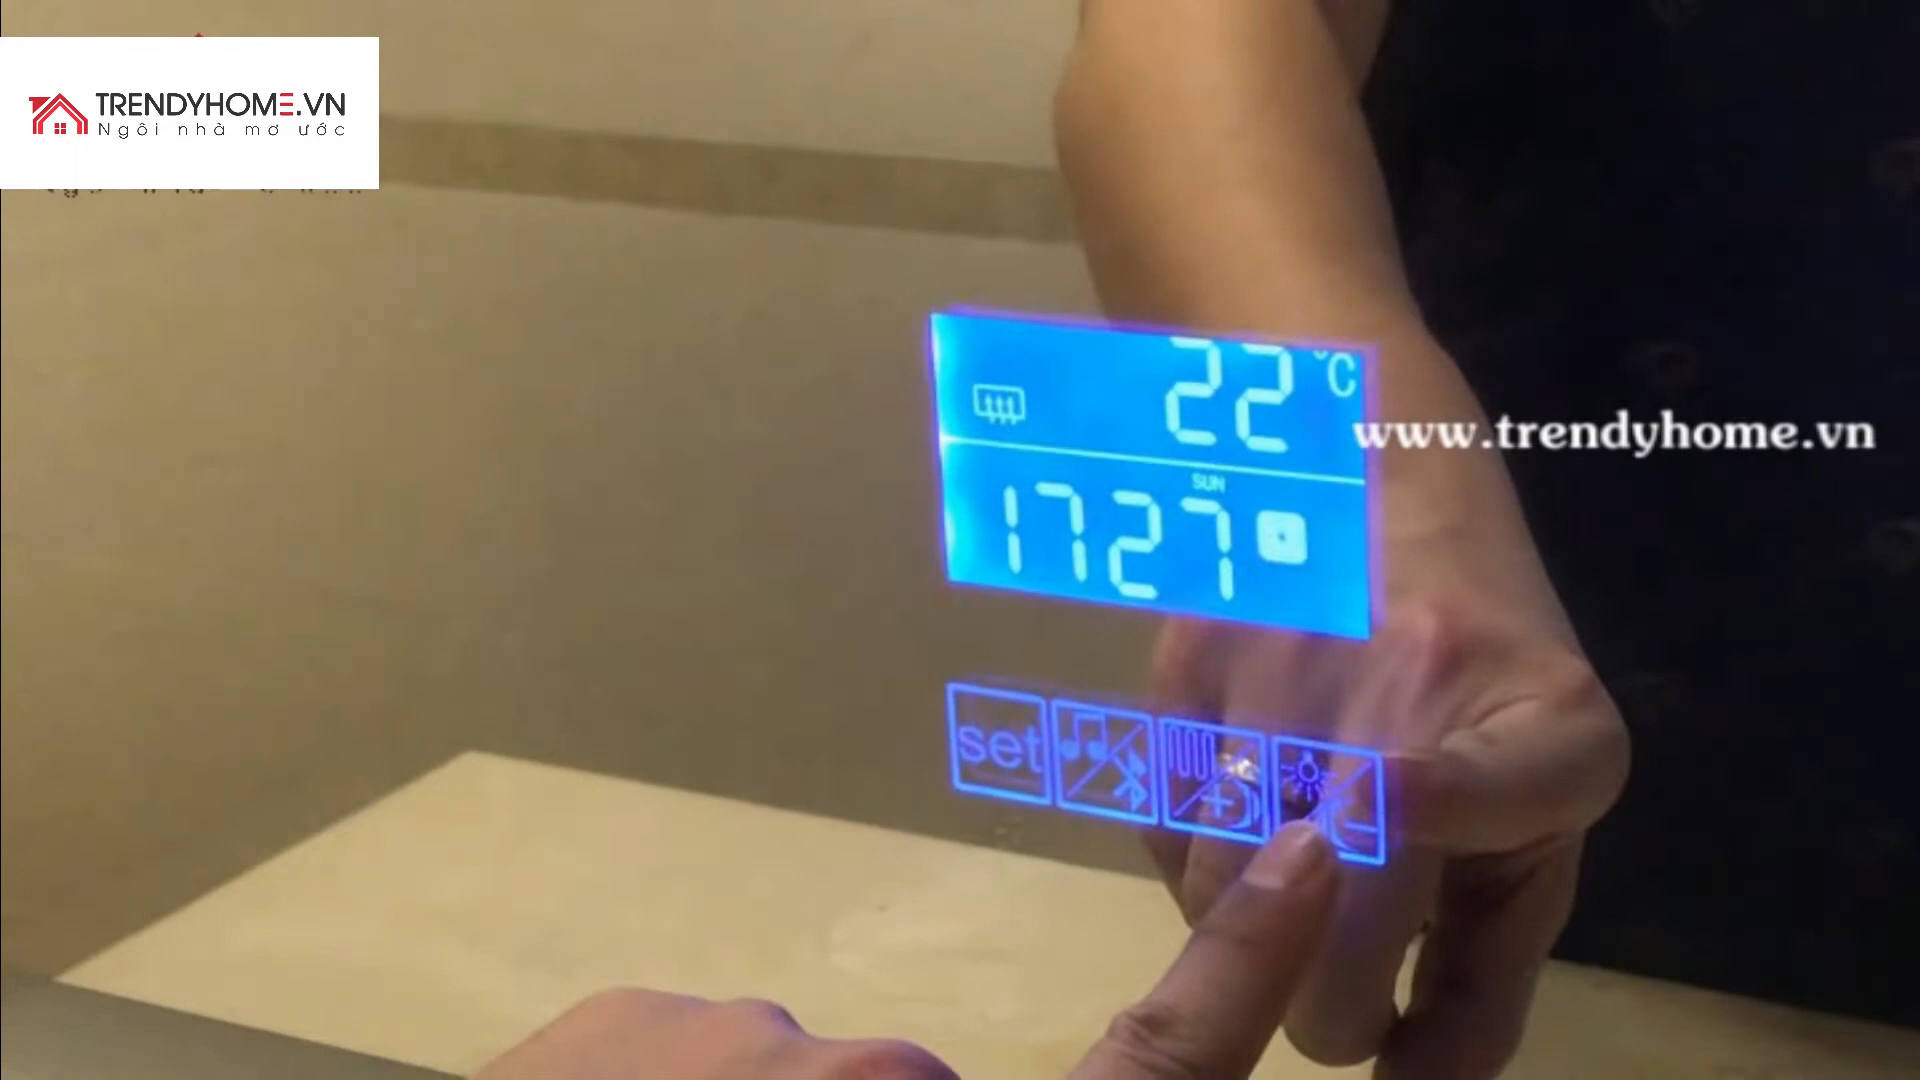 TRENDYHOME.VN
Ngôi nhà mơ ước
22 °C
www.trendyhome.vn
SUN
1727
set